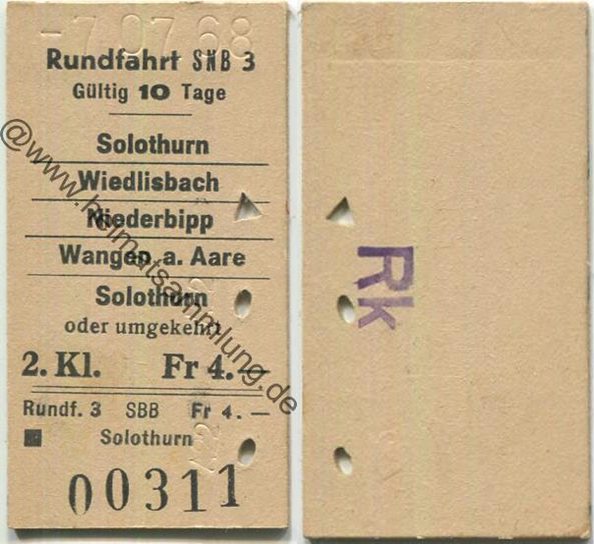 -7.07.68
Rundfahrt SNB 3
Gültig 10 Tage
Solothurn
Wiedlisbach
Niederbipp
Wangen a. Aare
Solothurn
oder umgekehrt
2. Kl. Fr 4.—
Rundf. 3 SBB Fr 4.—
Solothurn
00311
@www.heimatsammlung.de
Rk